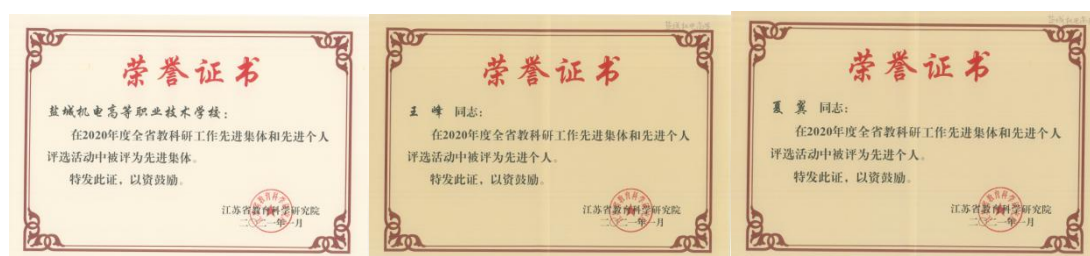 荣誉证书
盐城机电高等职业技术学校:
在2020年度全省教科研工作先进集体和先进个人
评选活动中被评为先进集体。
特发此证,以资鼓励。
江苏省教育科学研究院
二〇二一年一月
荣誉证书
王峰 同志:
在2020年度全省教科研工作先进集体和先进个人
评选活动中被评为先进个人。
特发此证,以资鼓励。
江苏省教育科学研究院
二〇二一年一月
荣誉证书
夏冀 同志:
在2020年度全省教科研工作先进集体和先进个人
评选活动中被评为先进个人。
特发此证,以资鼓励。
江苏省教育科学研究院
二〇二一年一月